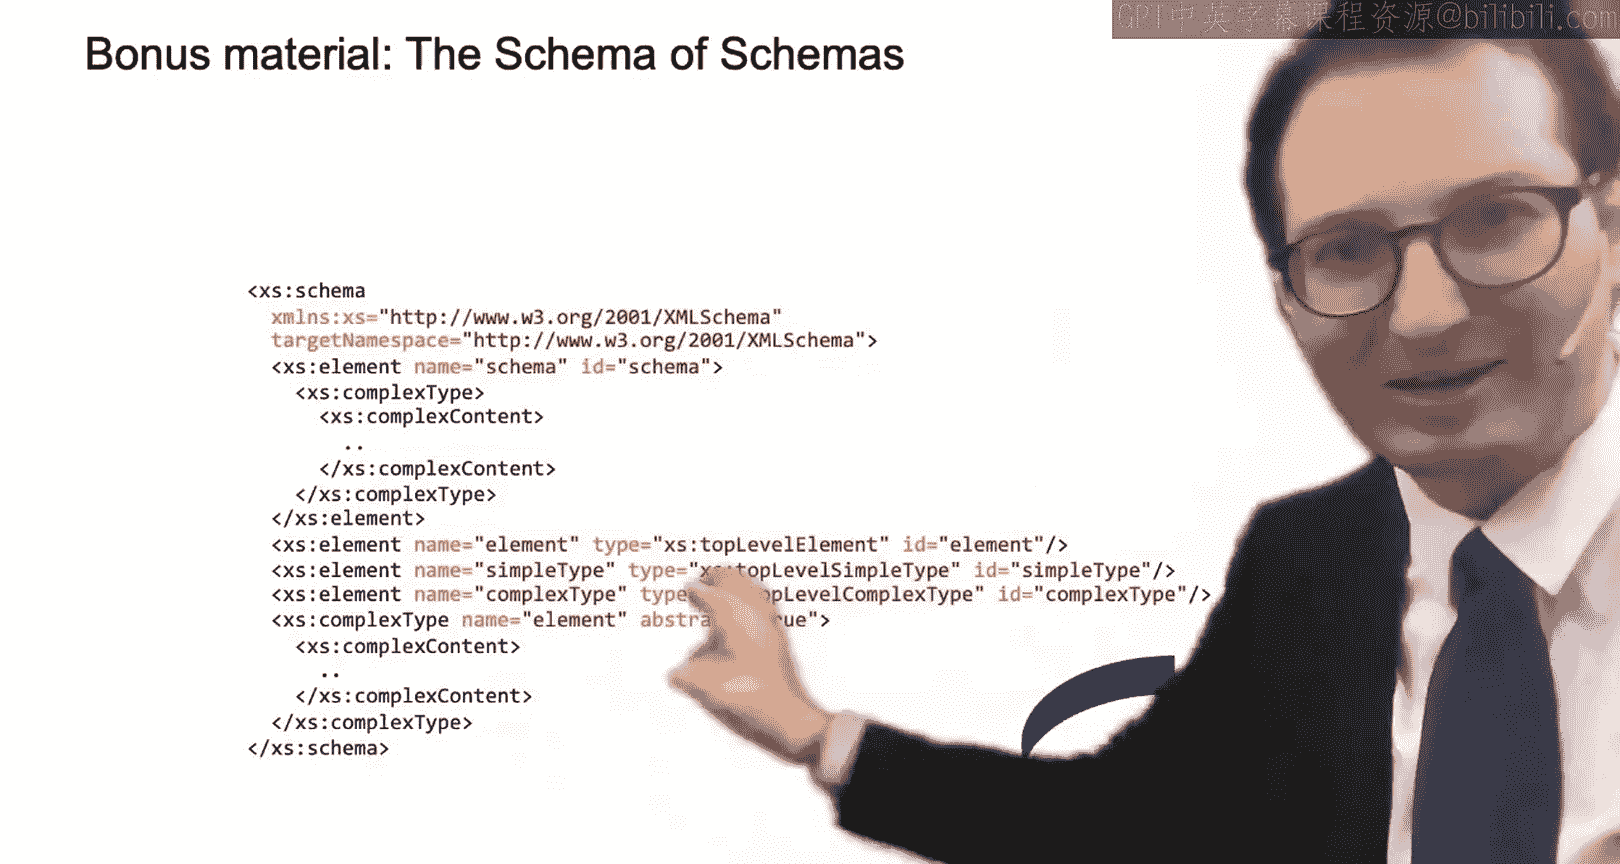 GPT中英字幕课程资源@bilibili.com
Bonus material: The Schema of Schemas
<xs:schema
xmlns:xs="http://www.w3.org/2001/XMLSchema"
targetNamespace="http://www.w3.org/2001/XMLSchema">
<xs:element name="schema" id="schema">
<xs:complexType>
<xs:complexContent>
..
</xs:complexContent>
</xs:complexType>
</xs:element>
<xs:element name="element" type="xs:topLevelElement" id="element"/>
<xs:element name="simpleType" type="xs:topLevelSimpleType" id="simpleType"/>
<xs:element name="complexType" type opLevelComplexType" id="complexType"/>
<xs:complexType name="element" abstra ue">
<xs:complexContent>
..
</xs:complexContent>
</xs:complexType>
</xs:schema>